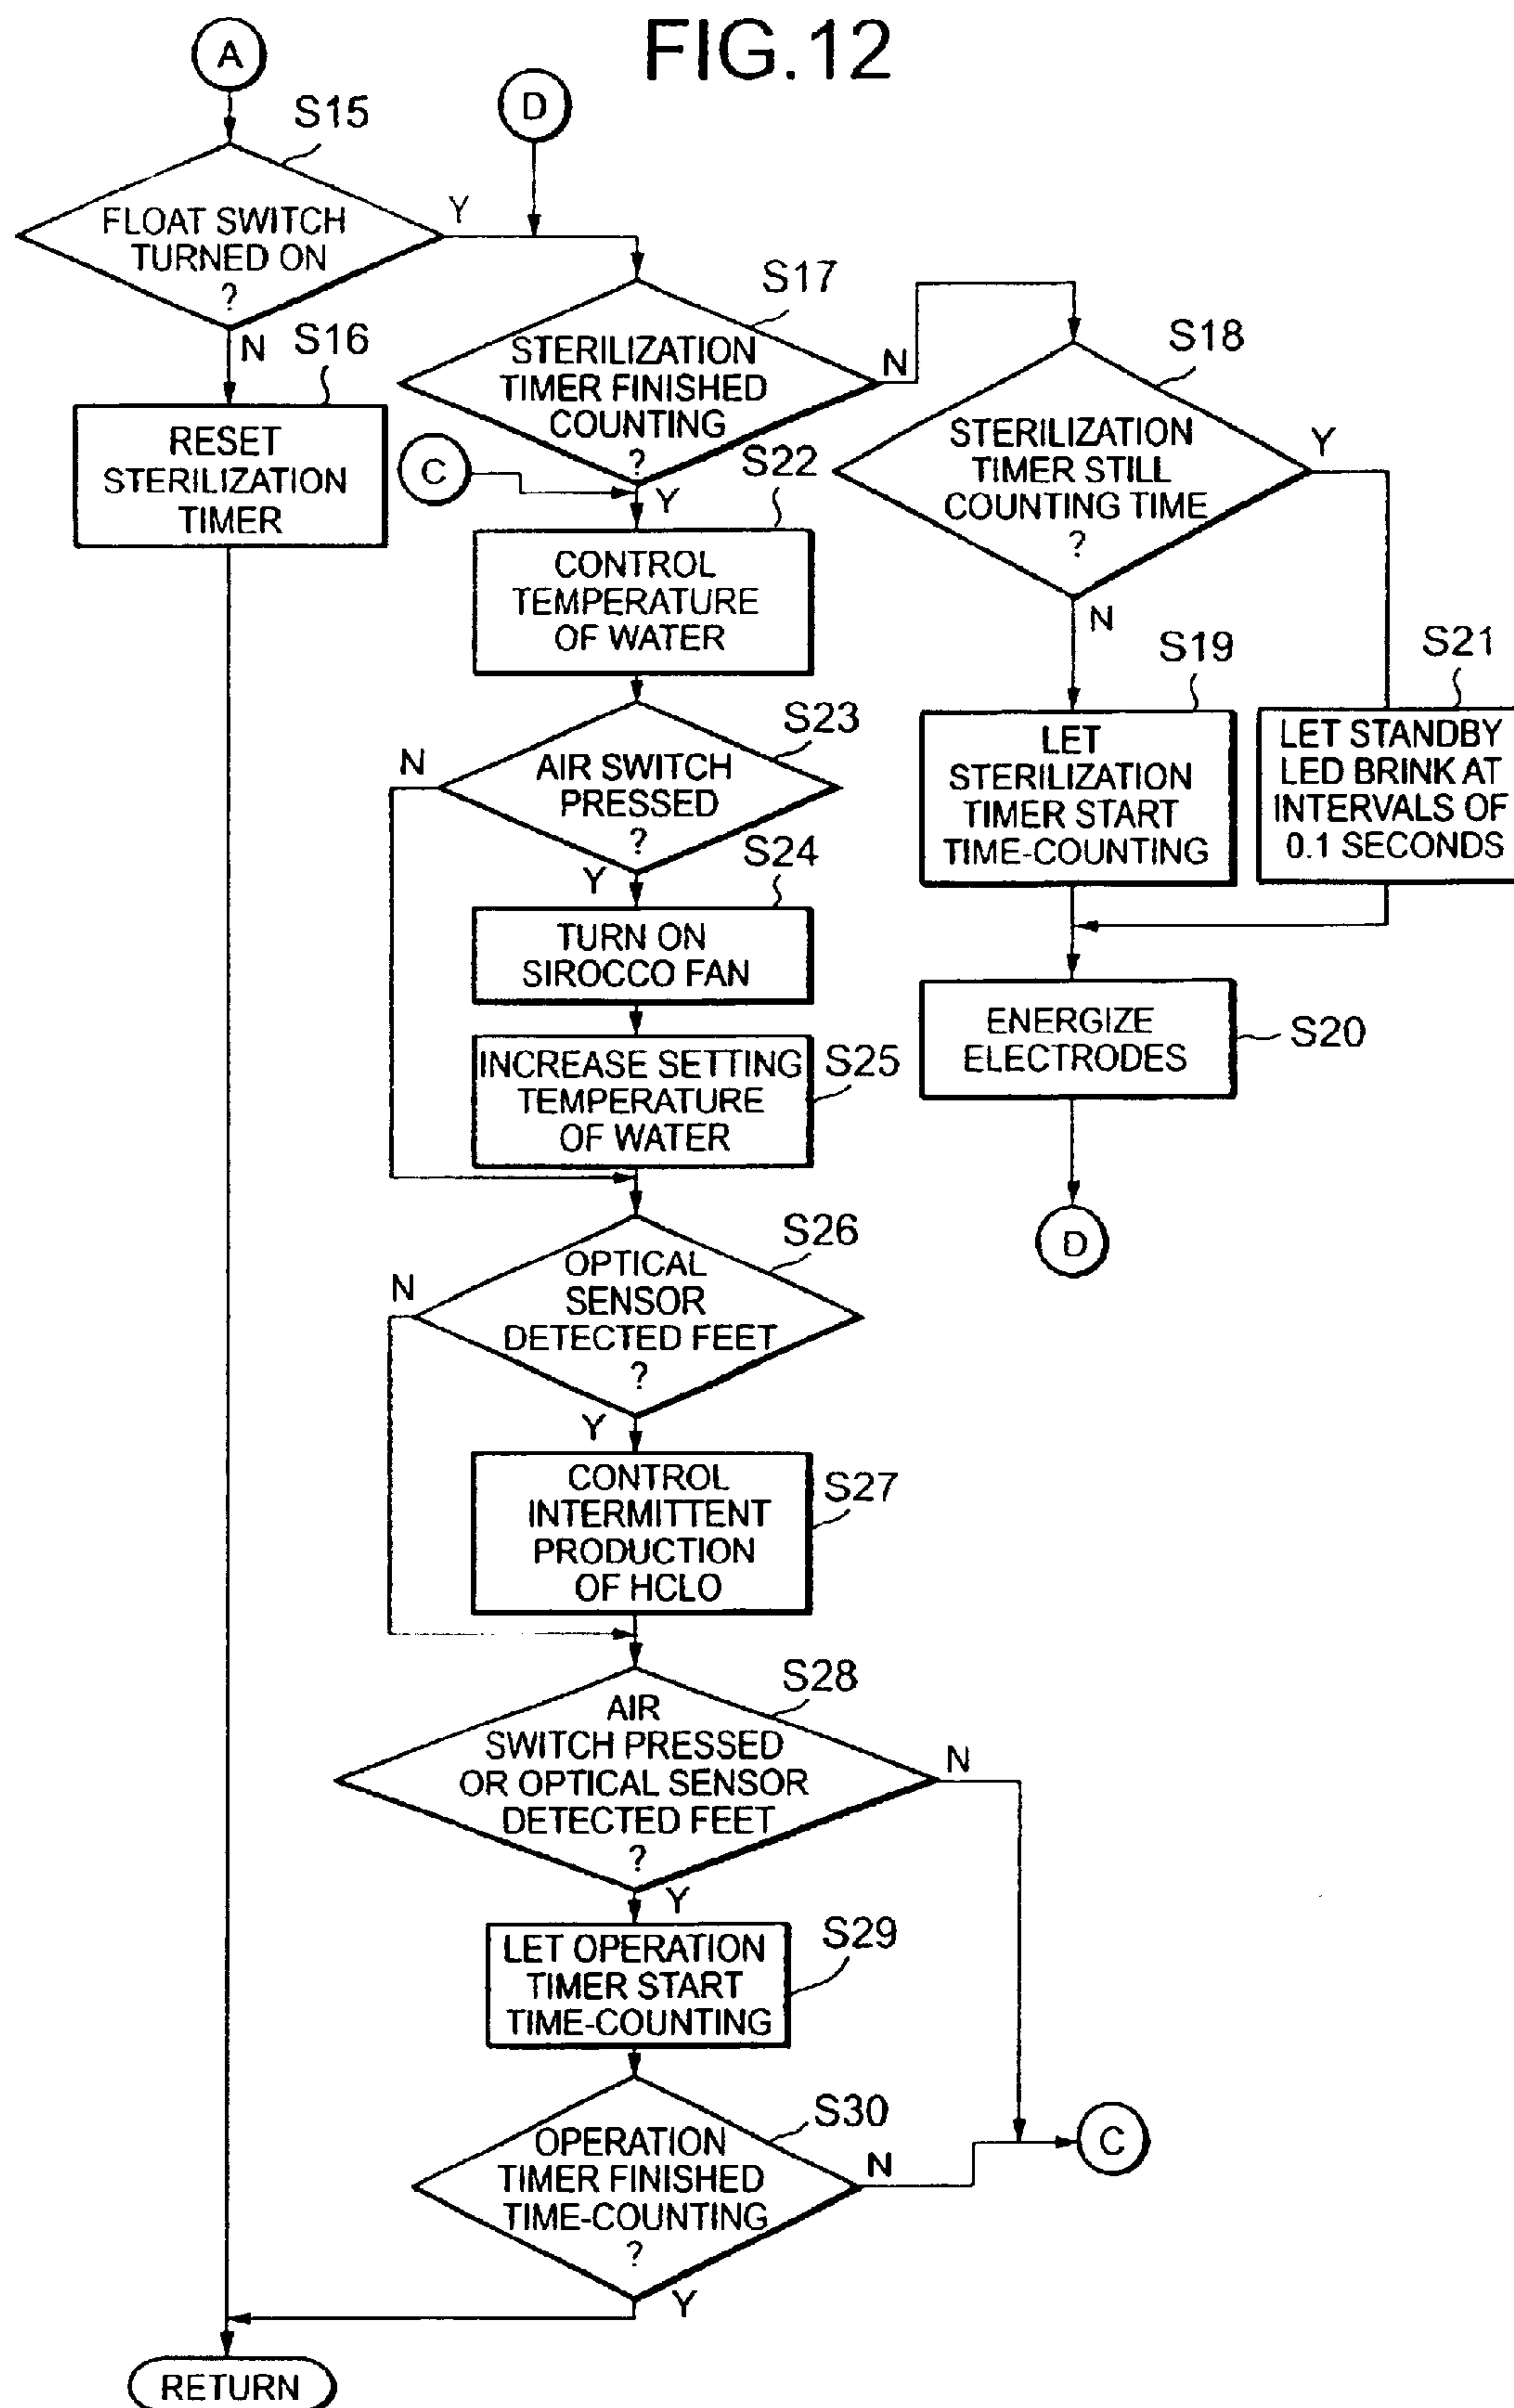 FIG.12
A
S15
D
FLOAT SWITCH
TURNED ON
?
Y
N
S16
RESET
STERILIZATION
TIMER
S17
STERILIZATION
TIMER FINISHED
COUNTING
?
N
Y
C
S18
STERILIZATION
TIMER STILL
COUNTING TIME
?
Y
N
S19
LET
STERILIZATION
TIMER START
TIME-COUNTING
S21
LET STANDBY
LED BRINK AT
INTERVALS OF
0.1 SECONDS
ENERGIZE
ELECTRODES
S20
D
S22
CONTROL
TEMPERATURE
OF WATER
S23
AIR SWITCH
PRESSED
?
N
Y
S24
TURN ON
SIROCCO FAN
INCREASE SETTING
TEMPERATURE
OF WATER
S25
S26
OPTICAL
SENSOR
DETECTED FEET
?
N
Y
CONTROL
INTERMITTENT
PRODUCTION
OF HCLO
S27
S28
AIR
SWITCH PRESSED
OR OPTICAL SENSOR
DETECTED FEET
?
N
Y
S29
LET OPERATION
TIMER START
TIME-COUNTING
S30
OPERATION
TIMER FINISHED
TIME-COUNTING
?
N
C
Y
RETURN